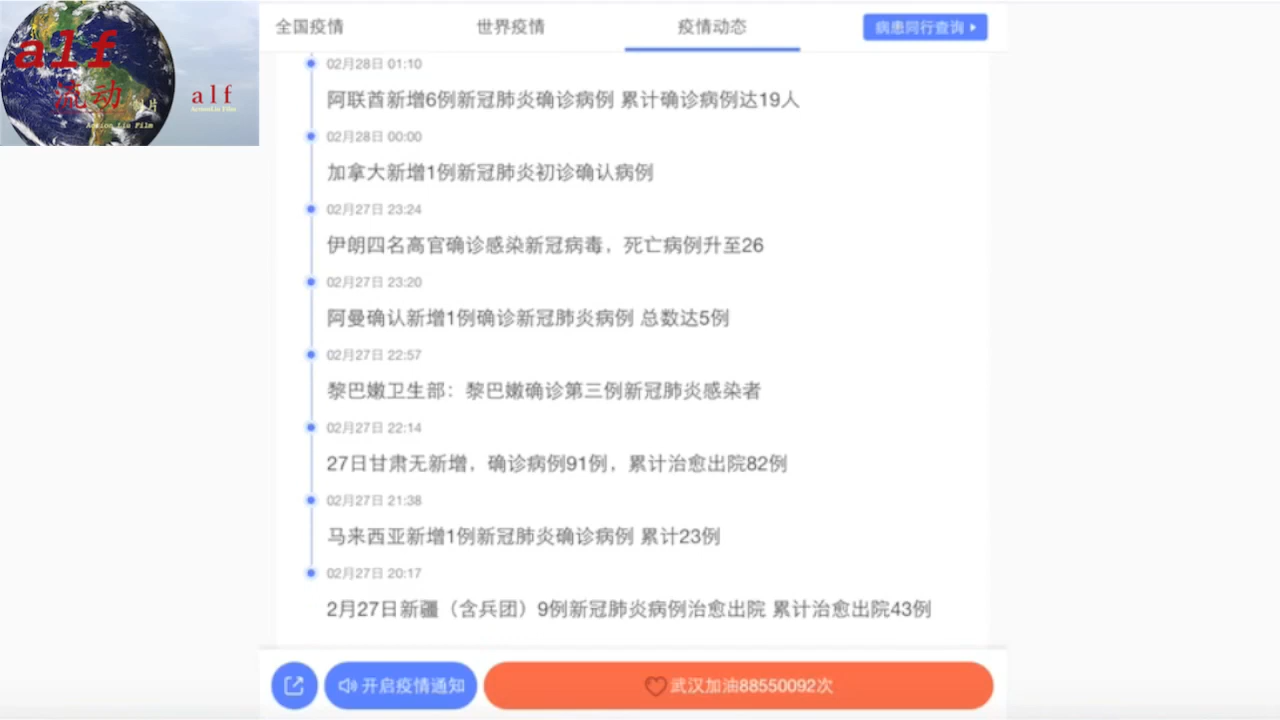 全国疫情
世界疫情
疫情动态
病患同行查询
alf
流动
片
Action Liu Film
alf
02月28日 01:10
阿联酋新增6例新冠肺炎确诊病例 累计确诊病例达19人
02月28日 00:00
加拿大新增1例新冠肺炎初诊确认病例
02月27日 23:24
伊朗四名高官确诊感染新冠病毒，死亡病例升至26
02月27日 23:20
阿曼确认新增1例确诊新冠肺炎病例 总数达5例
02月27日 22:57
黎巴嫩卫生部：黎巴嫩确诊第三例新冠肺炎感染者
02月27日 22:14
27日甘肃无新增，确诊病例91例，累计治愈出院82例
02月27日 21:38
马来西亚新增1例新冠肺炎确诊病例 累计23例
02月27日 20:17
2月27日新疆（含兵团）9例新冠肺炎病例治愈出院 累计治愈出院43例
开启疫情通知
武汉加油88550092次